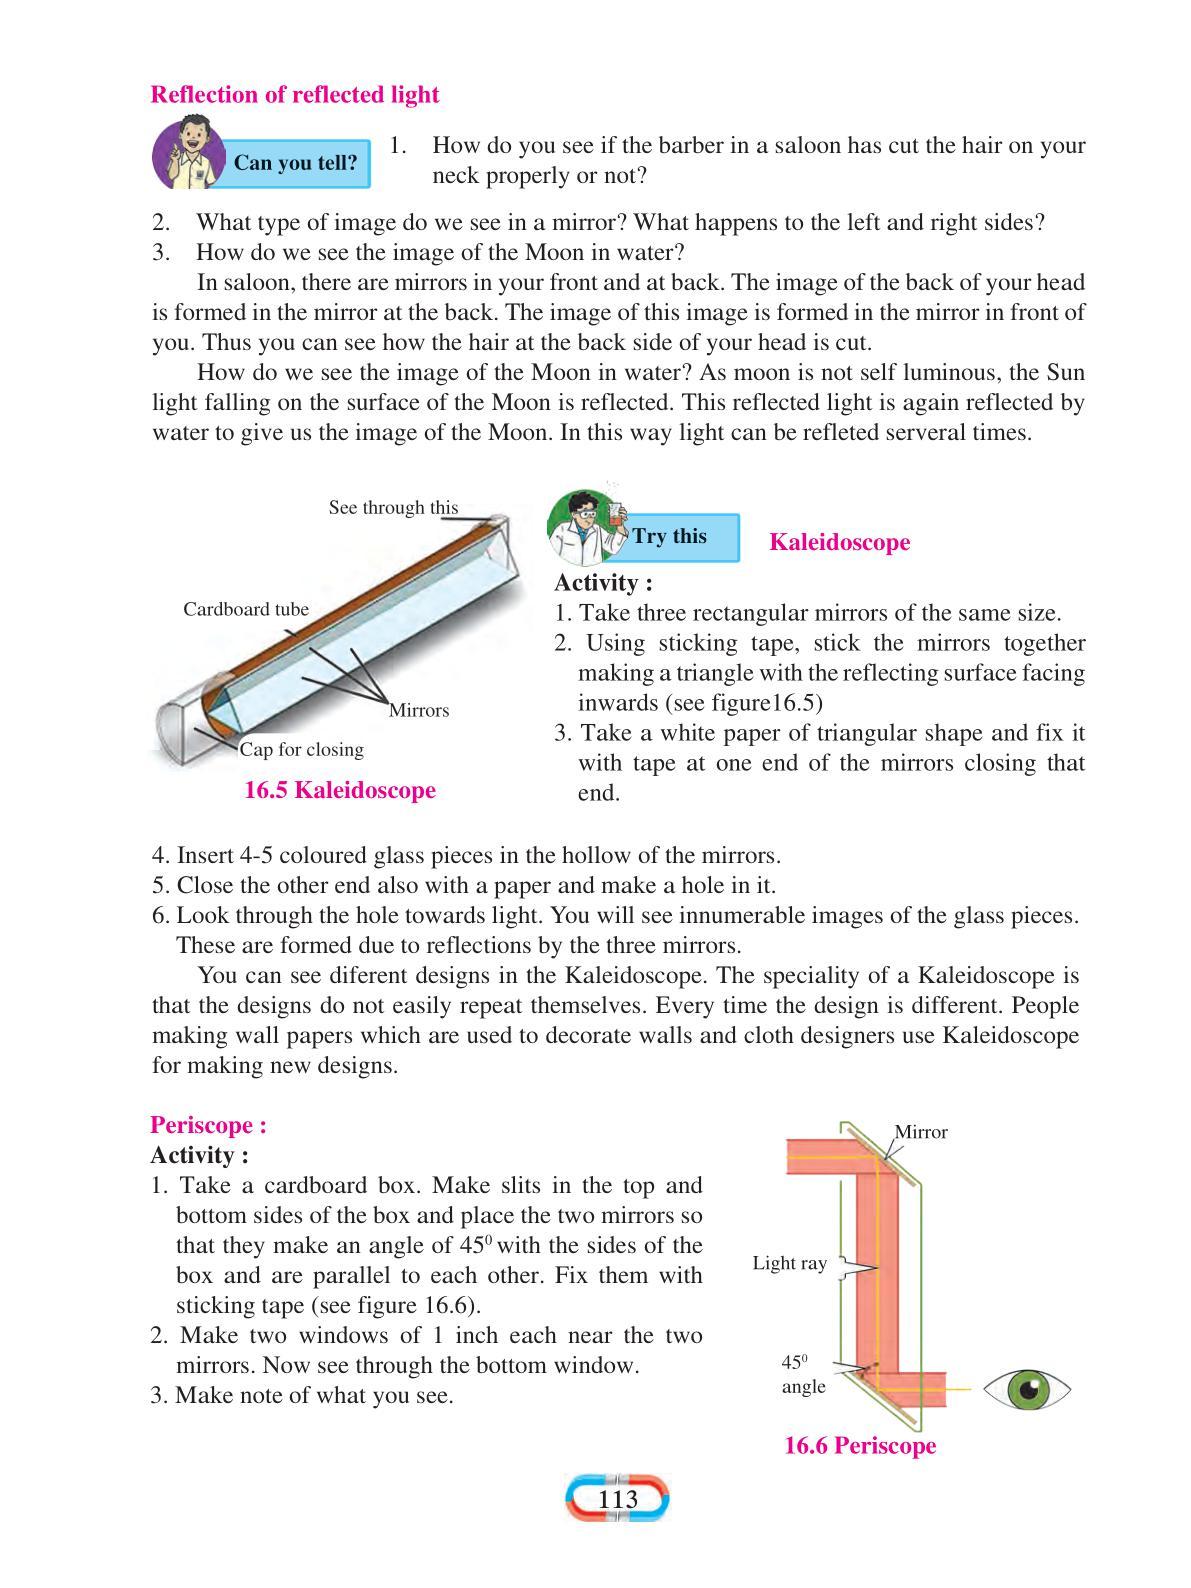 Reflection of reflected light
Can you tell?
1. How do you see if the barber in a saloon has cut the hair on your
neck properly or not?
2. What type of image do we see in a mirror? What happens to the left and right sides?
3. How do we see the image of the Moon in water?
In saloon, there are mirrors in your front and at back. The image of the back of your head
is formed in the mirror at the back. The image of this image is formed in the mirror in front of
you. Thus you can see how the hair at the back side of your head is cut.
How do we see the image of the Moon in water? As moon is not self luminous, the Sun
light falling on the surface of the Moon is reflected. This reflected light is again reflected by
water to give us the image of the Moon. In this way light can be refleted serveral times.
See through this
Cardboard tube
Mirrors
Cap for closing
16.5 Kaleidoscope
Try this
Kaleidoscope
Activity :
1. Take three rectangular mirrors of the same size.
2. Using sticking tape, stick the mirrors together
making a triangle with the reflecting surface facing
inwards (see figure16.5)
3. Take a white paper of triangular shape and fix it
with tape at one end of the mirrors closing that
end.
4. Insert 4-5 coloured glass pieces in the hollow of the mirrors.
5. Close the other end also with a paper and make a hole in it.
6. Look through the hole towards light. You will see innumerable images of the glass pieces.
These are formed due to reflections by the three mirrors.
You can see diferent designs in the Kaleidoscope. The speciality of a Kaleidoscope is
that the designs do not easily repeat themselves. Every time the design is different. People
making wall papers which are used to decorate walls and cloth designers use Kaleidoscope
for making new designs.
Periscope :
Activity :
1. Take a cardboard box. Make slits in the top and
bottom sides of the box and place the two mirrors so
that they make an angle of 45⁰ with the sides of the
box and are parallel to each other. Fix them with
sticking tape (see figure 16.6).
2. Make two windows of 1 inch each near the two
mirrors. Now see through the bottom window.
3. Make note of what you see.
Mirror
Light ray
45⁰
angle
16.6 Periscope
113